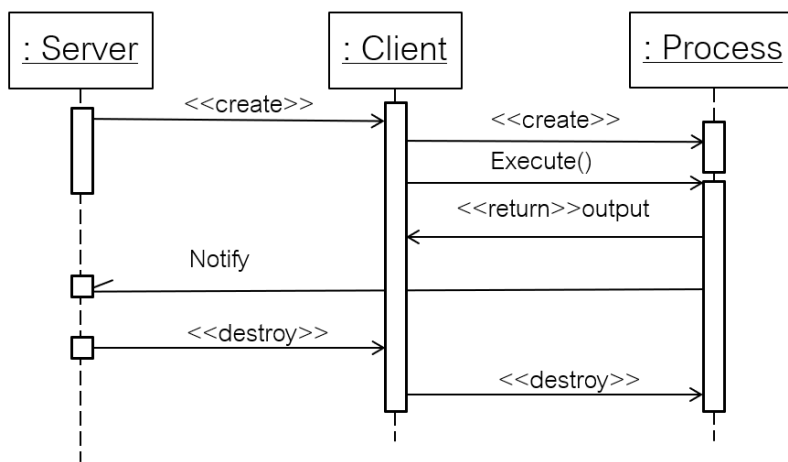 : Server
: Client
: Process
<<create>>
<<create>>
Execute()
<<return>>output
Notify
<<destroy>>
<<destroy>>